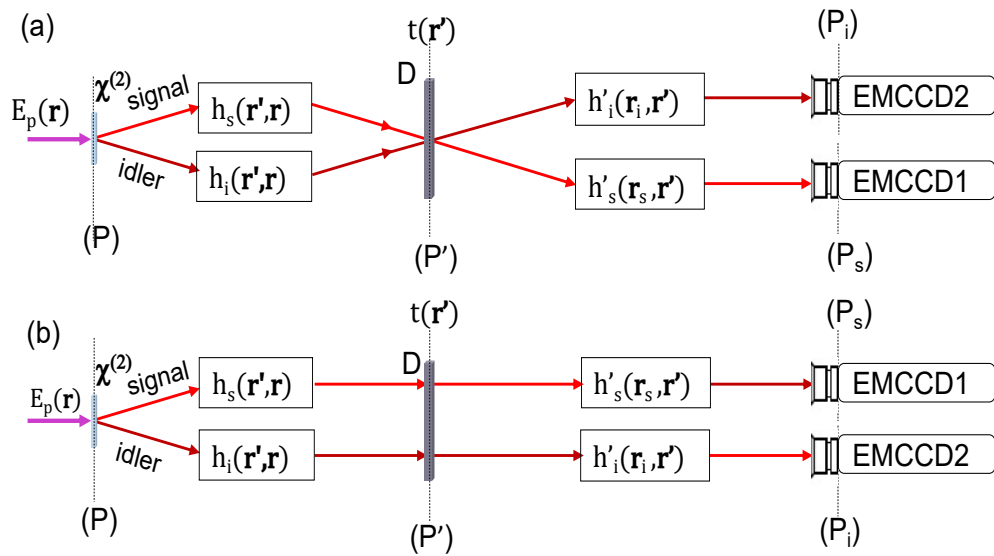 (a)
t(r')
(P_i)
D
χ^(2)
signal
E_p(r)
h_s(r',r)
h'_i(r_i,r')
EMCCD2
idler
h_i(r',r)
h'_s(r_s,r')
EMCCD1
(P)
(P')
(P_s)
(b)
t(r')
(P_s)
D
χ^(2)
signal
E_p(r)
h_s(r',r)
h'_s(r_s,r')
EMCCD1
idler
h_i(r',r)
h'_i(r_i,r')
EMCCD2
(P)
(P')
(P_i)